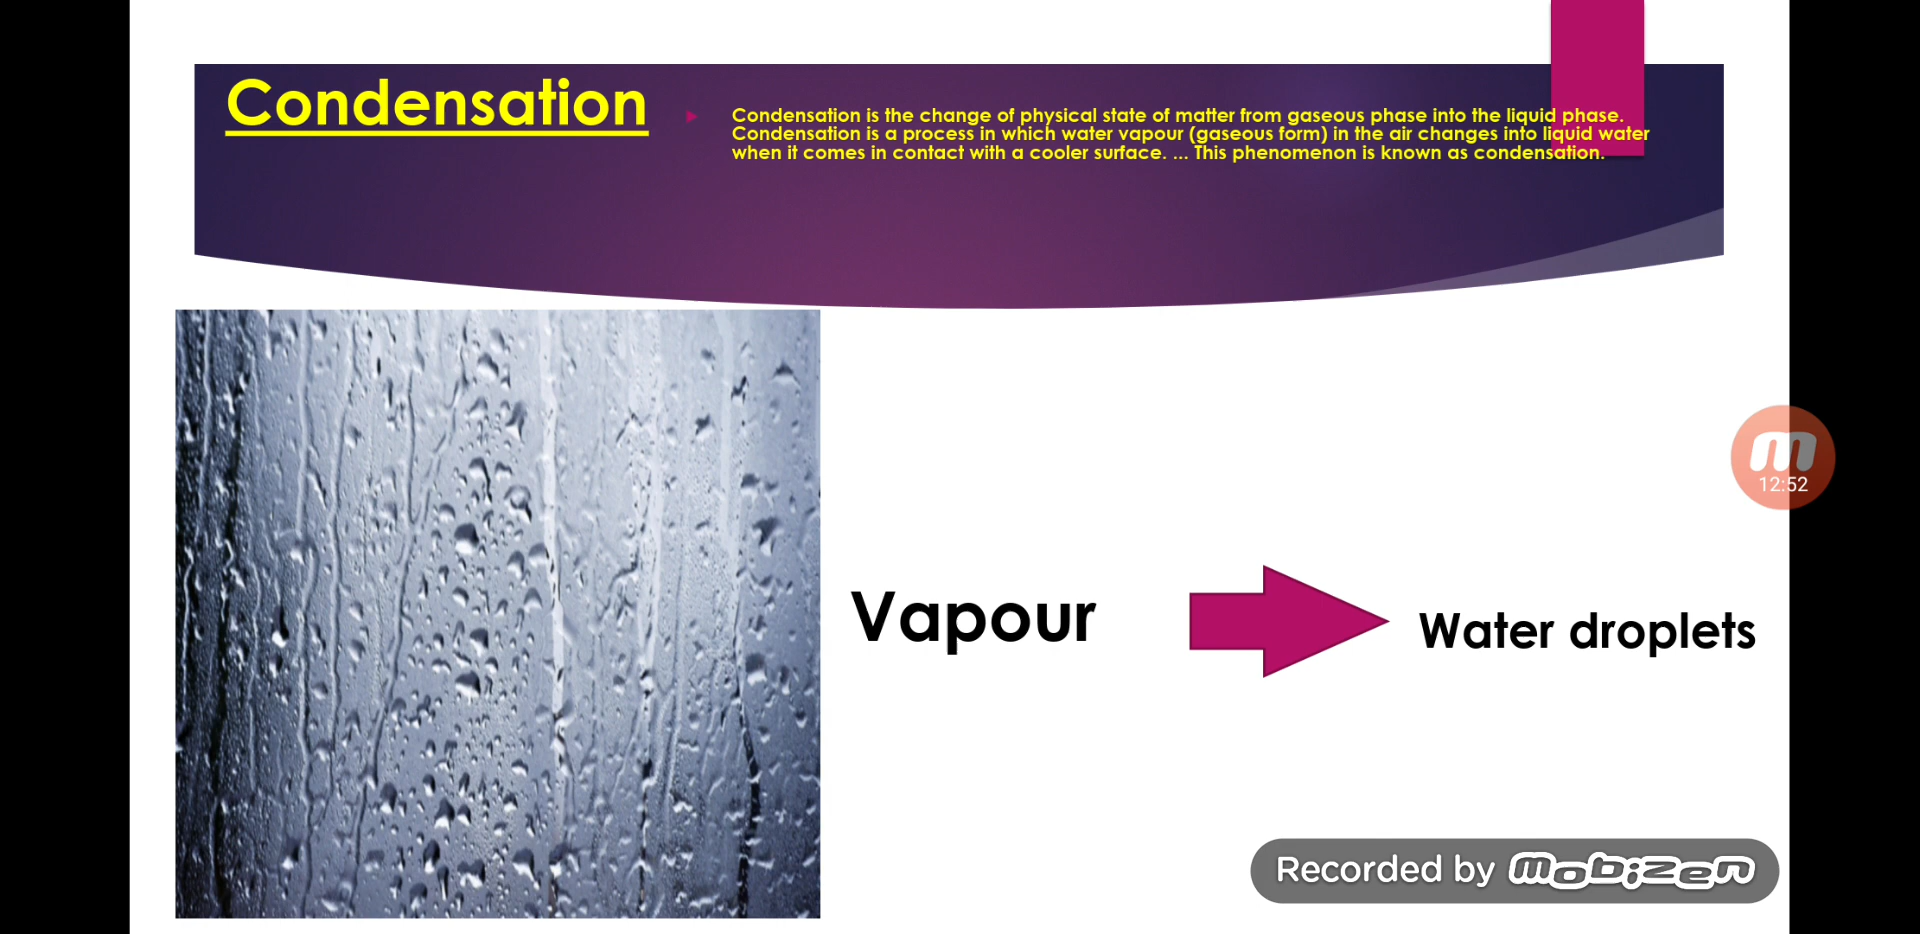 Condensation
Condensation is the change of physical state of matter from gaseous phase into the liquid phase.
Condensation is a process in which water vapour (gaseous form) in the air changes into liquid water
when it comes in contact with a cooler surface. ... This phenomenon is known as condensation.
12:52
Vapour
Water droplets
Recorded by mobizen